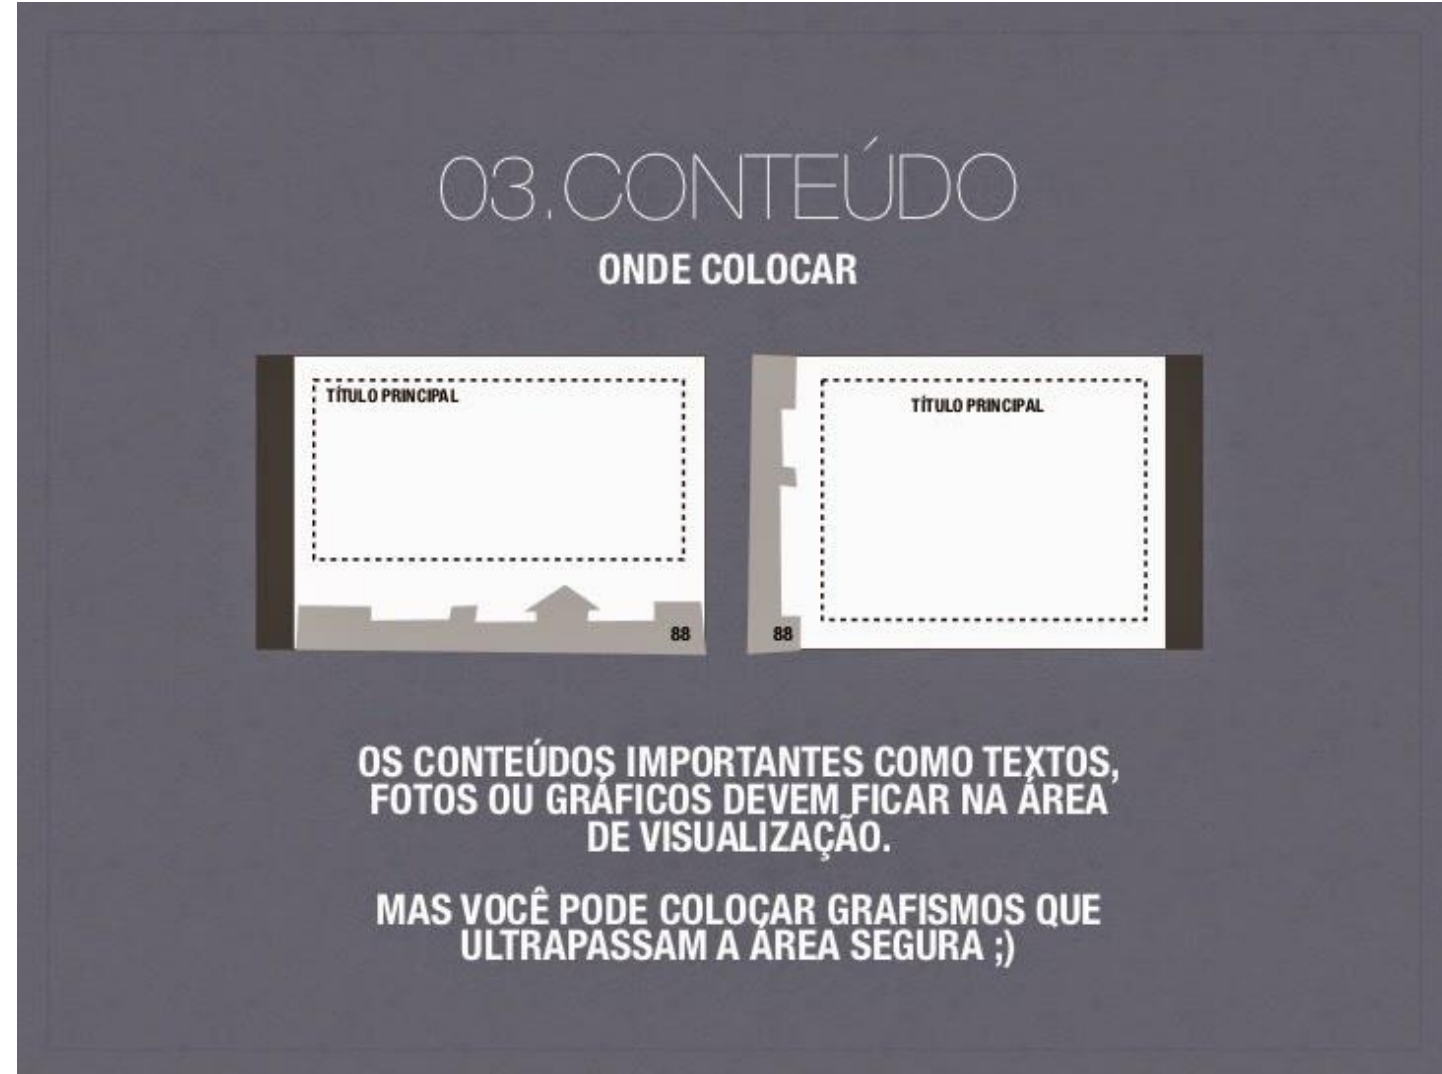 03.CONTEÚDO
ONDE COLOCAR
TÍTULO PRINCIPAL
88
TÍTULO PRINCIPAL
88
OS CONTEÚDOS IMPORTANTES COMO TEXTOS,
FOTOS OU GRÁFICOS DEVEM FICAR NA ÁREA
DE VISUALIZAÇÃO.
MAS VOCÊ PODE COLOCAR GRAFISMOS QUE
ULTRAPASSAM A ÁREA SEGURA ;)